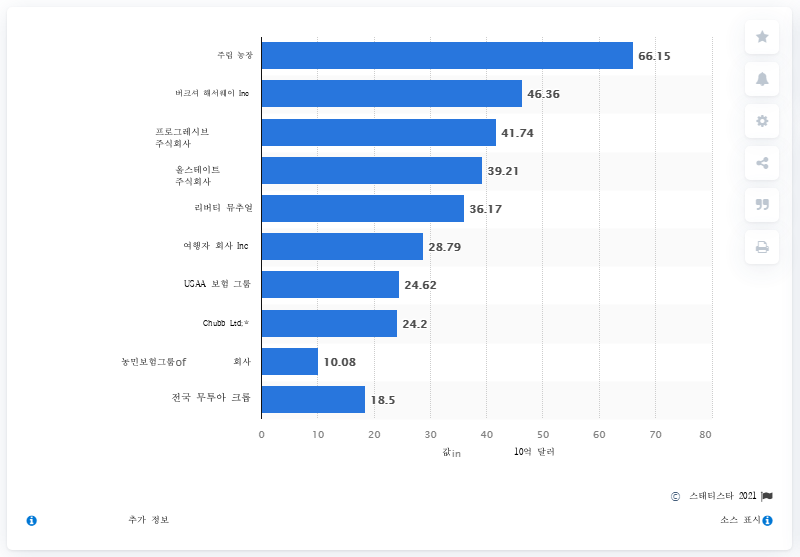 주립 농장
66.15
버크셔 해서웨이 Inc
46.36
프로그레시브
주식회사
41.74
올스테이트
주식회사
39.21
리버티 뮤추얼
36.17
여행자 회사 Inc
28.79
USAA 보험 그룹
24.62
Chubb Ltd;*
24.2
농민보험그룹of 회사
10.08
전국 무투아 크룹
18.5
0 10 20 30 40 50 60 70 80
값in 10억 달러
© 스태티스타 2021
추가 정보
소스 표시